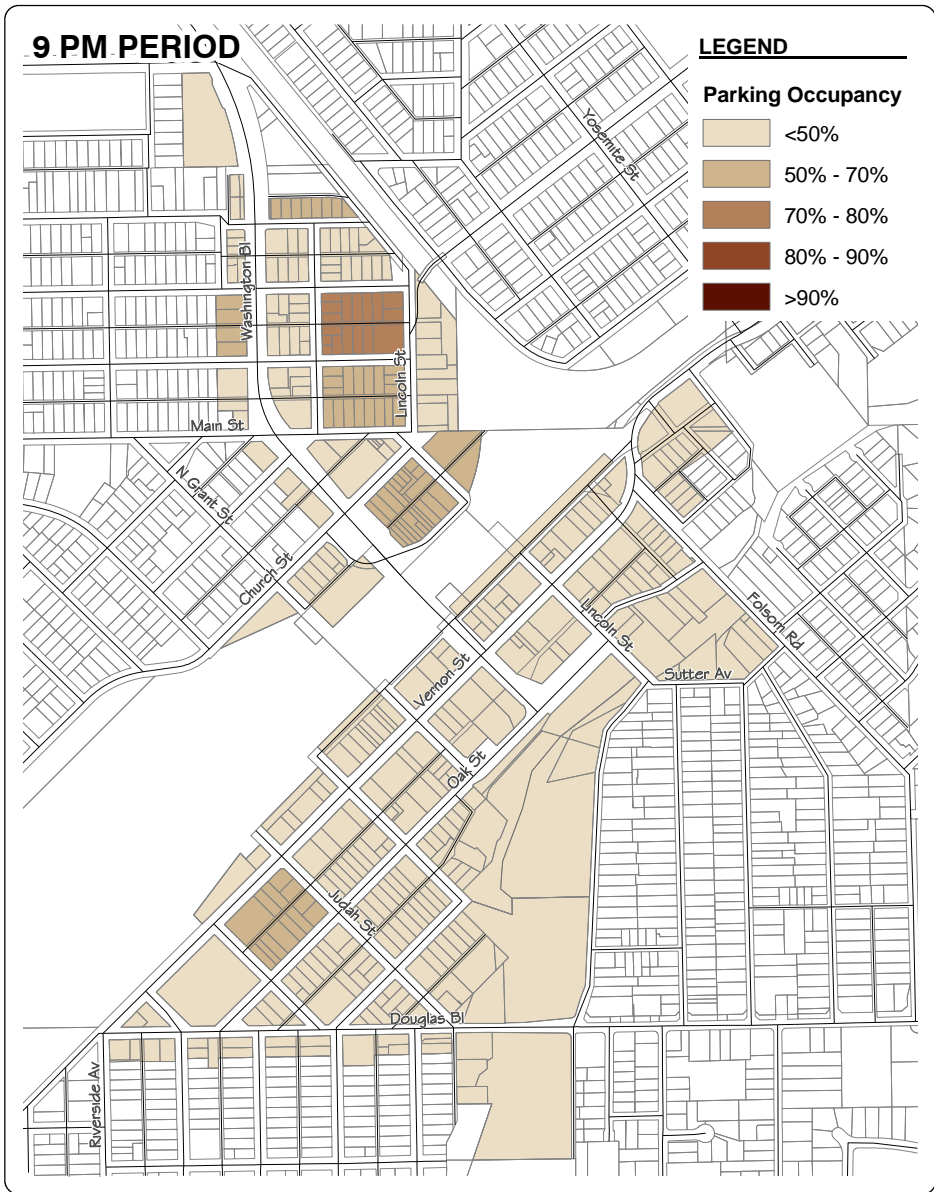 9 PM PERIOD
LEGEND
Parking Occupancy
<50%
50% - 70%
70% - 80%
80% - 90%
>90%
Yosemite St
Washington Bl
Lincoln St
Main St
N Grant St
Church St
Lincoln St
Folsom Rd
Sutter Av
Vernon St
Oak St
Judah St
Douglas Bl
Riverside Av